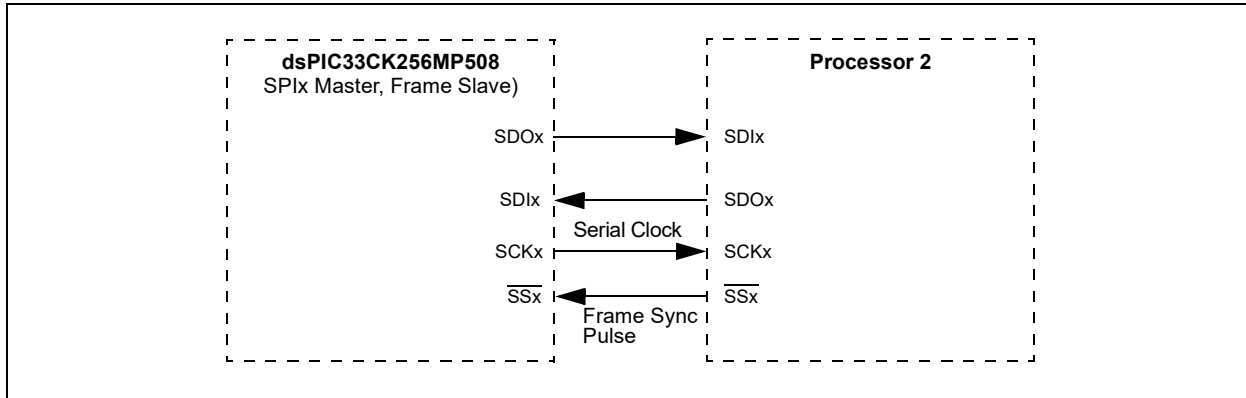 dsPIC33CK256MP508
SPIx Master, Frame Slave)
Processor 2
SDOx
SDIx
SDIx
SDOx
Serial Clock
SCKx
SCKx
SSx
SSx
Frame Sync
Pulse